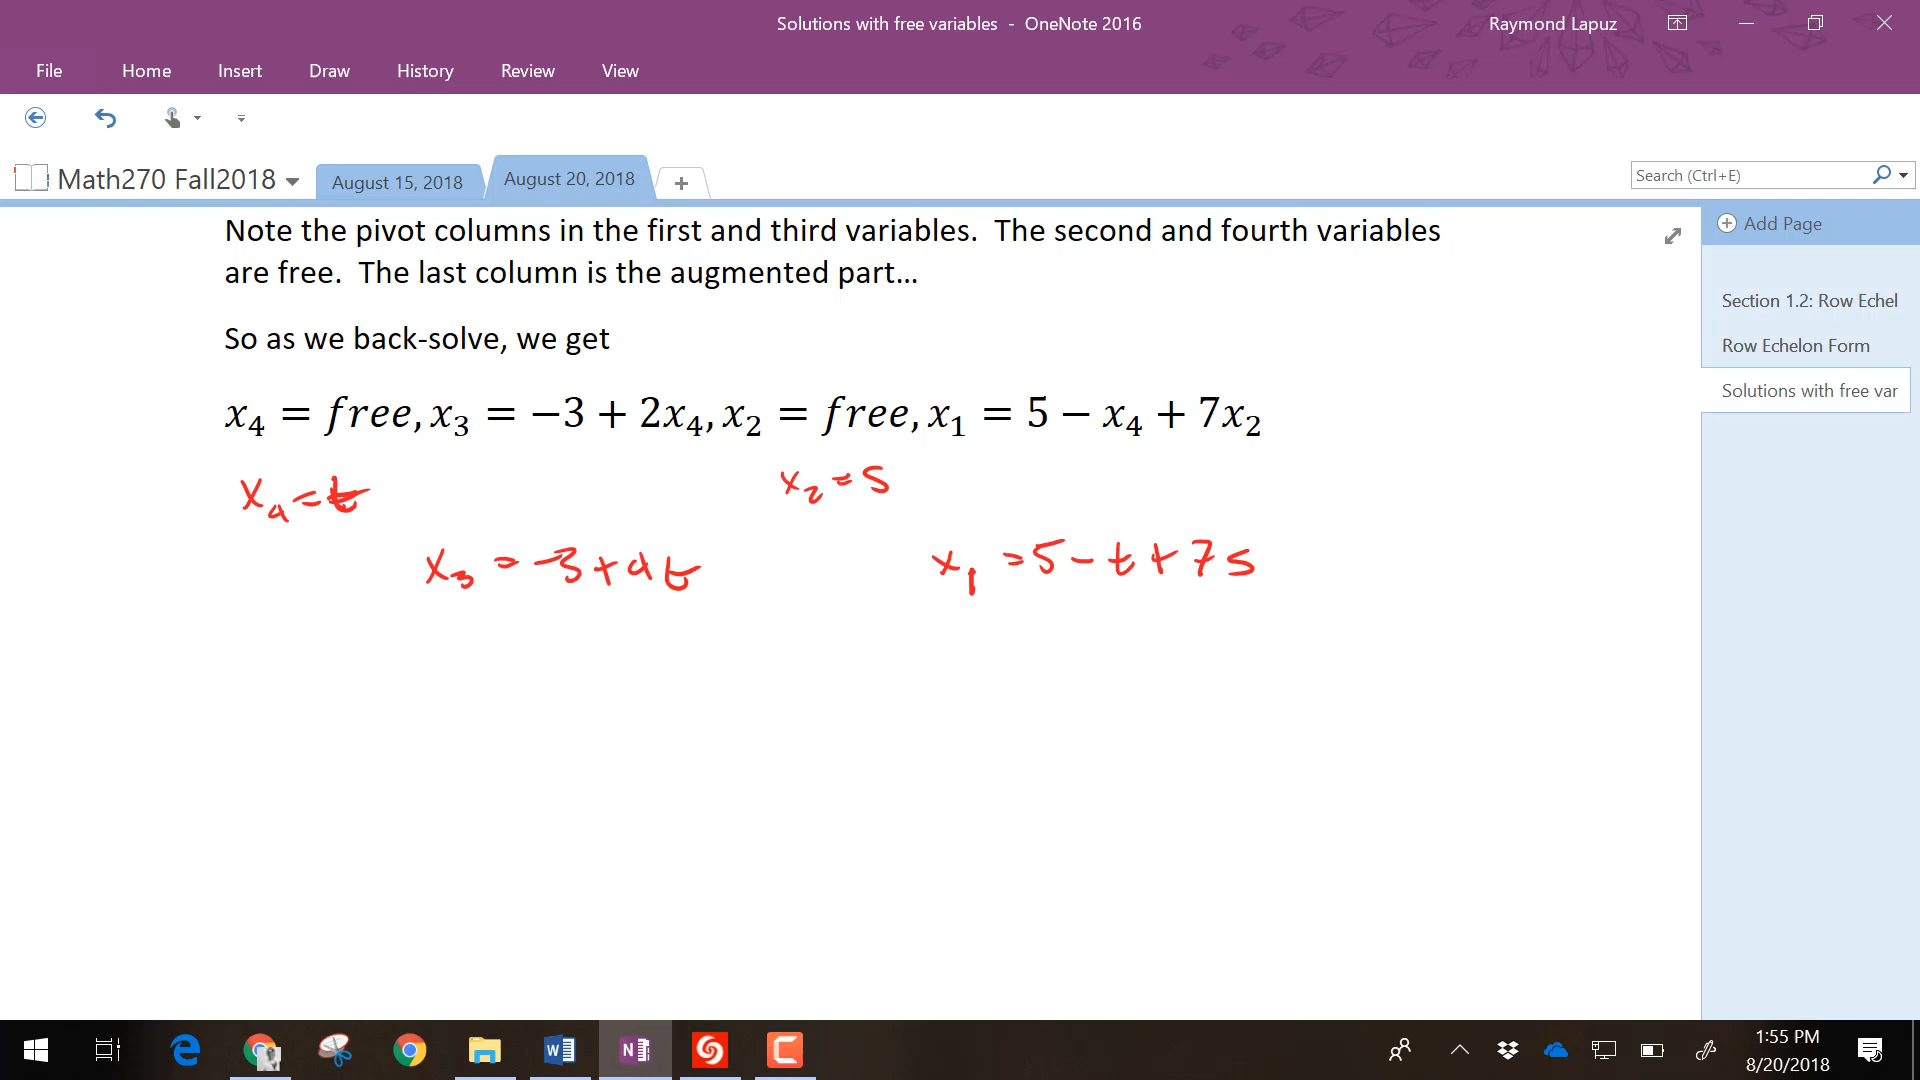 Solutions with free variables - OneNote 2016
Raymond Lapuz
File Home Insert Draw History Review View
Math270 Fall2018
August 15, 2018
August 20, 2018
Search (Ctrl+E)
Add Page
Section 1.2: Row Echel
Row Echelon Form
Solutions with free var
Note the pivot columns in the first and third variables. The second and fourth variables
are free. The last column is the augmented part...
So as we back-solve, we get
x₄ = free, x₃ = −3 + 2x₄, x₂ = free, x₁ = 5 − x₄ + 7x₂
x₄ = t x₂ = s
x₃ = -3 + 4t x₁ = 5 - t + 7s
1:55 PM
8/20/2018